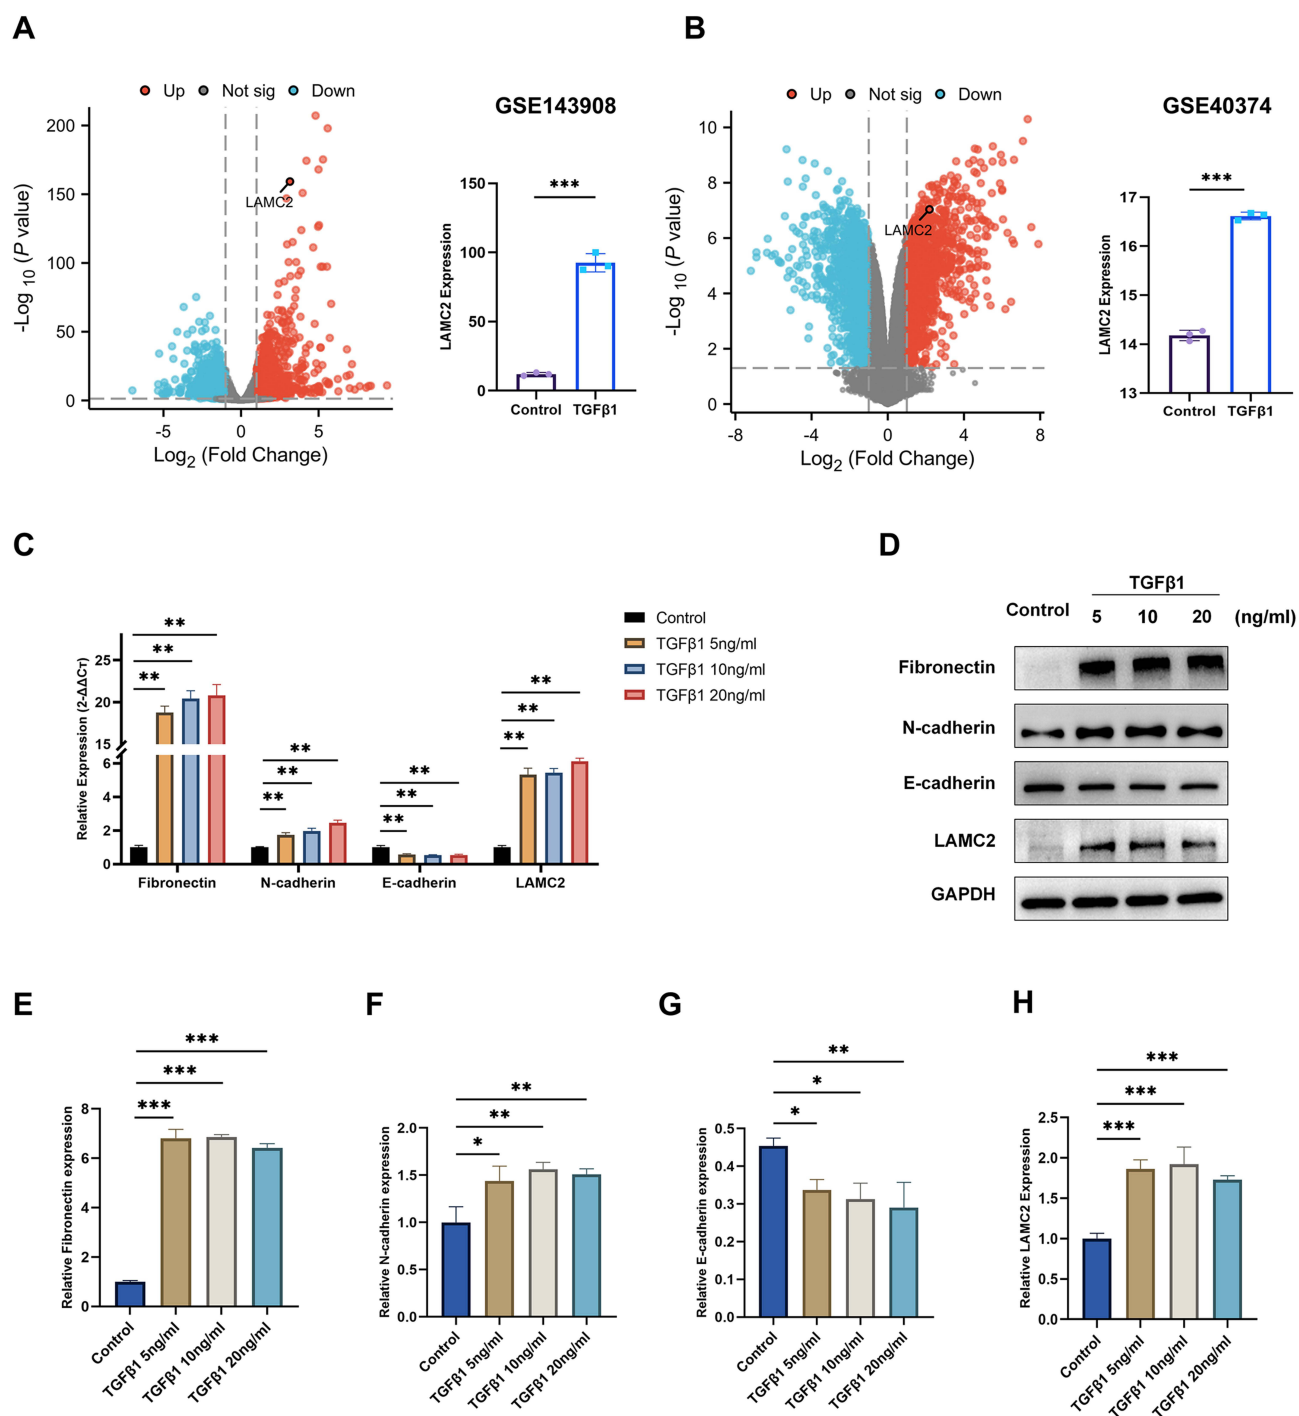 A
Up Not sig Down
GSE143908
-Log 10 (P value)
200
150
100
50
0
LAMC2
-5 0 5
Log2 (Fold Change)
LAMC2 Expression
150
100
50
0
***
Control TGFβ1
B
Up Not sig Down
GSE40374
-Log 10 (P value)
10
8
6
4
2
0
LAMC2
-8 -4 0 4 8
Log2 (Fold Change)
LAMC2 Expression
17
16
15
14
13
***
Control TGFβ1
C
Control
TGFβ1 5ng/ml
TGFβ1 10ng/ml
TGFβ1 20ng/ml
Relative Expression (2-ΔΔCT)
25
20
15
6
4
2
0
**
**
**
**
**
**
**
**
**
**
**
**
Fibronectin N-cadherin E-cadherin LAMC2
D
TGFβ1
Control 5 10 20 (ng/ml)
Fibronectin
N-cadherin
E-cadherin
LAMC2
GAPDH
E
Relative Fibronectin expression
8
6
4
2
0
***
***
***
Control
TGFβ1 5ng/ml
TGFβ1 10ng/ml
TGFβ1 20ng/ml
F
Relative N-cadherin expression
2.0
1.5
1.0
0.5
0.0
**
**
*
Control
TGFβ1 5ng/ml
TGFβ1 10ng/ml
TGFβ1 20ng/ml
G
Relative E-cadherin expression
0.5
0.4
0.3
0.2
0.1
0.0
**
*
*
Control
TGFβ1 5ng/ml
TGFβ1 10ng/ml
TGFβ1 20ng/ml
H
Relative LAMC2 Expression
2.5
2.0
1.5
1.0
0.5
0.0
***
***
***
Control
TGFβ1 5ng/ml
TGFβ1 10ng/ml
TGFβ1 20ng/ml